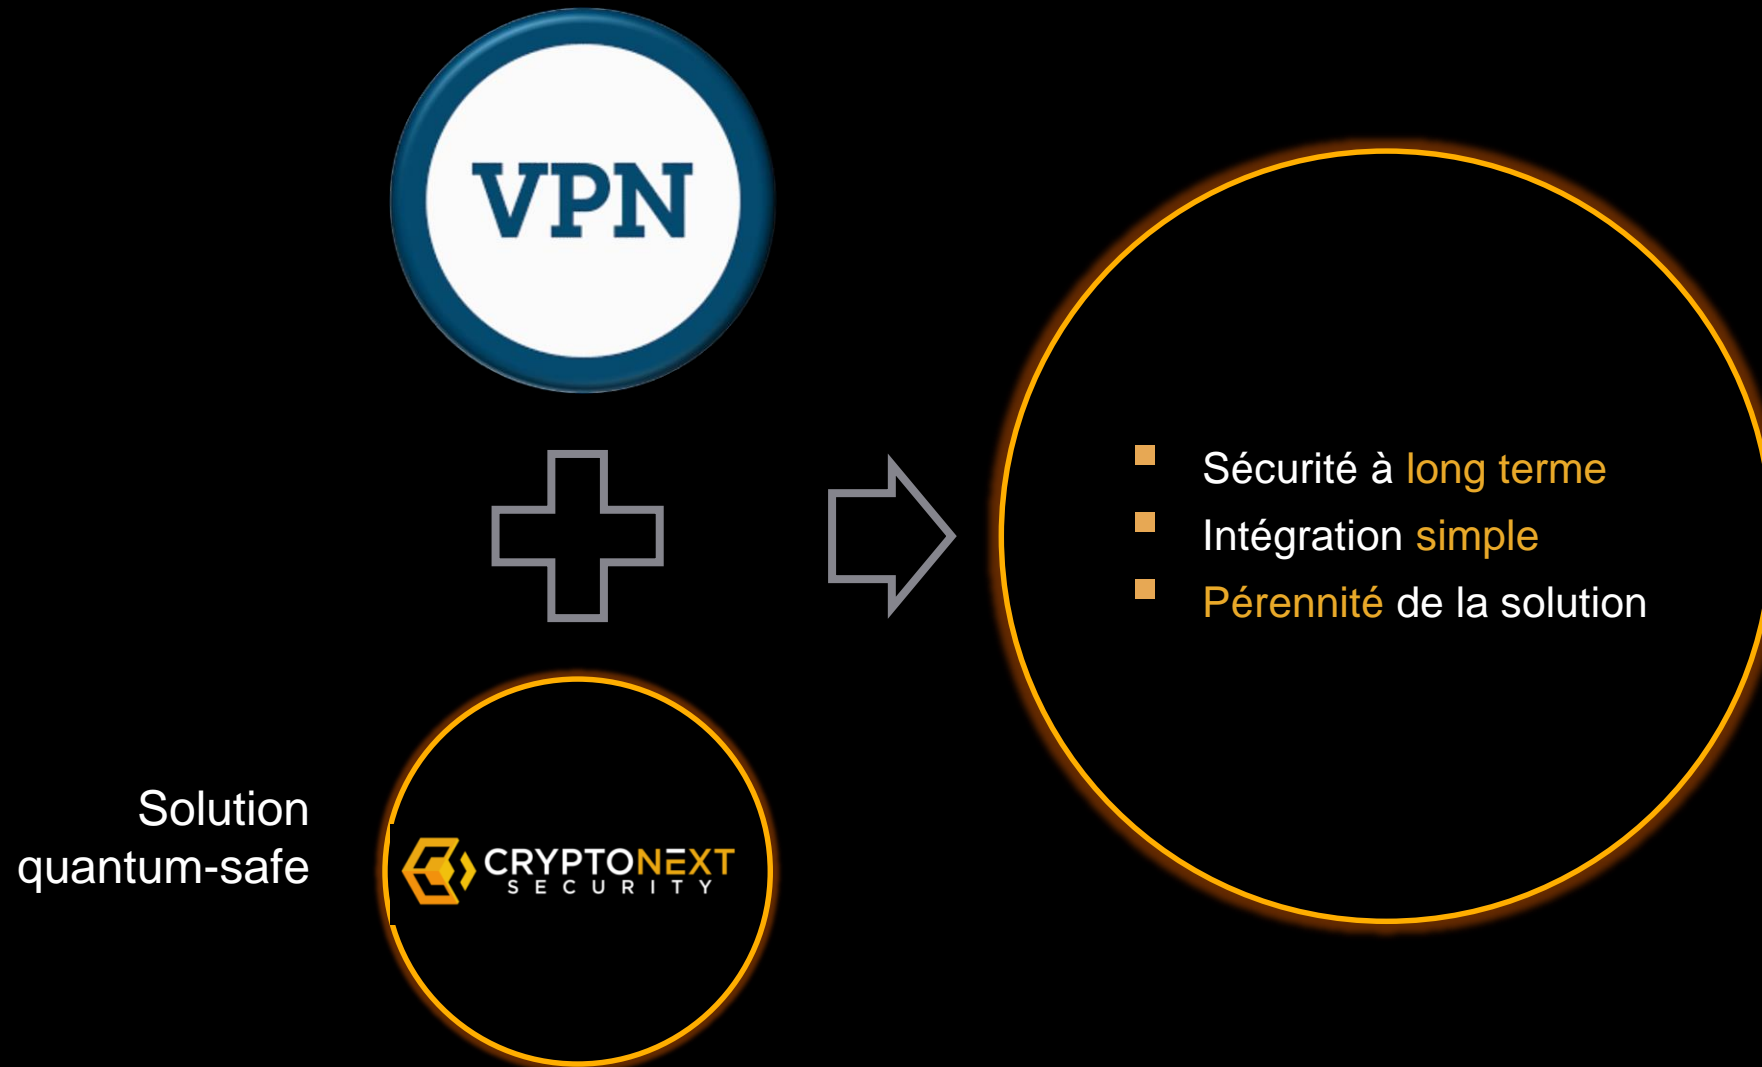 VPN
Sécurité à long terme
Intégration simple
Pérennité de la solution
Solution
quantum-safe
CRYPTONEXT
SECURITY